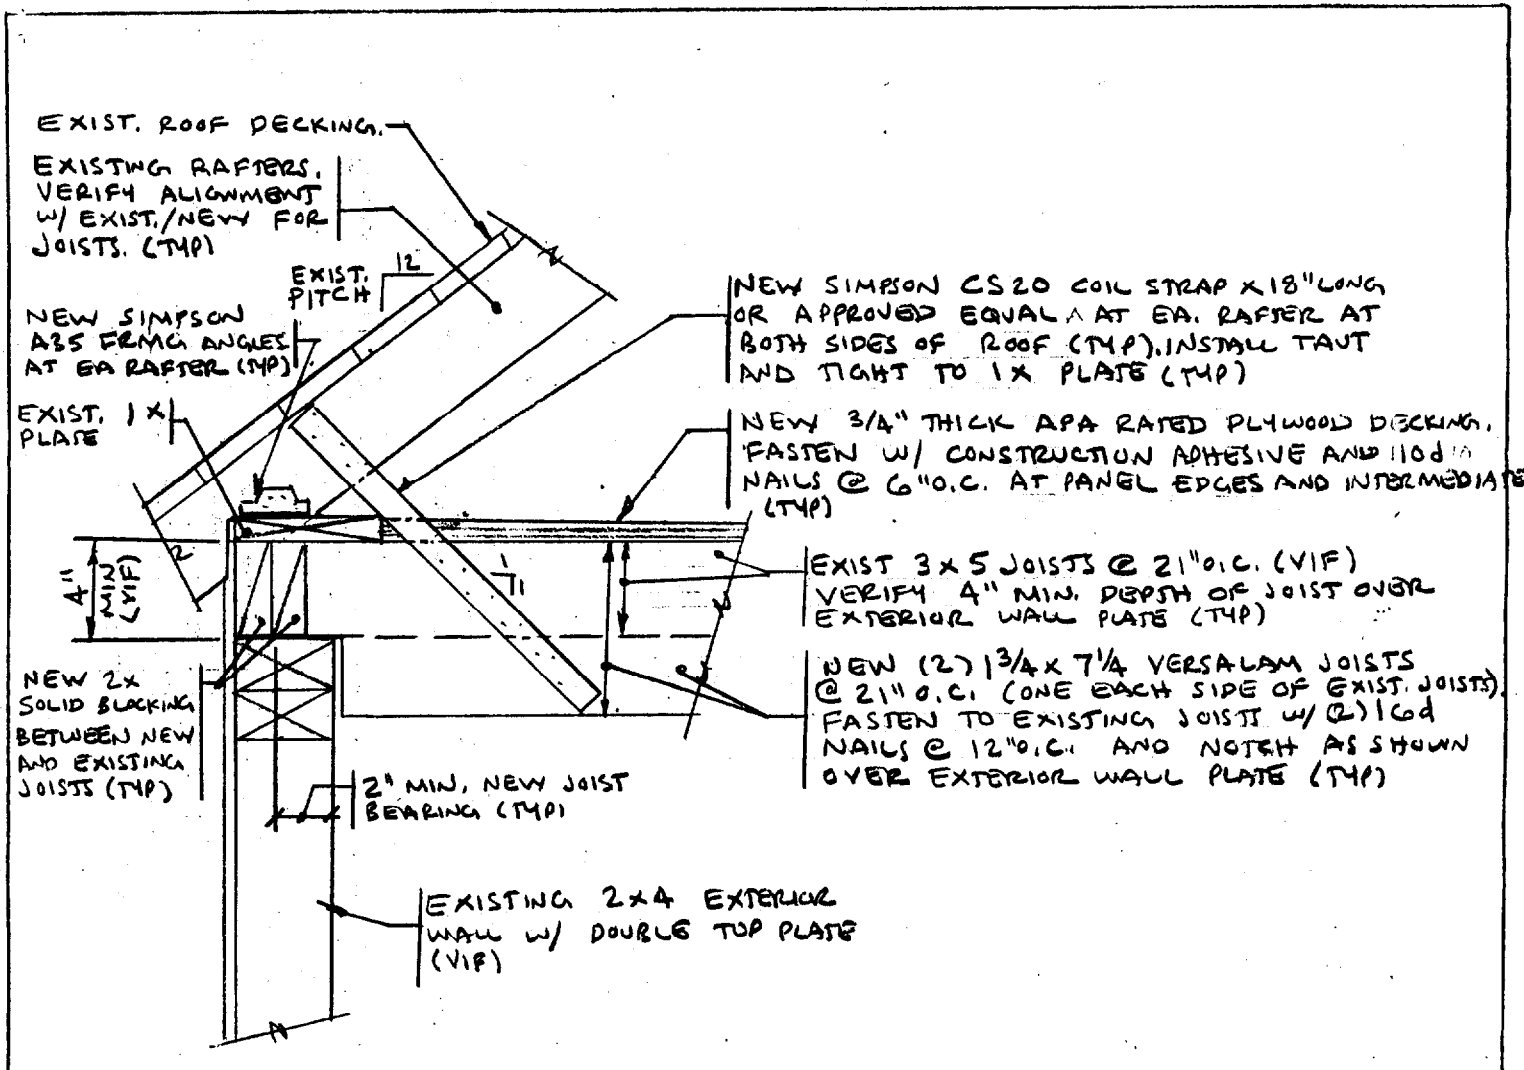 EXIST. ROOF DECKING.
EXISTING RAFTERS.
VERIFY ALIGNMENT
W/ EXIST./NEW FOR
JOISTS. (TYP)
EXIST.
PITCH
12
NEW SIMPSON
A35 FRMG ANGLES
AT EA RAFTER (TYP)
EXIST. 1X
PLATE
4"
MIN
(VIF)
NEW 2x
SOLID BLOCKING
BETWEEN NEW
AND EXISTING
JOISTS (TYP)
2" MIN. NEW JOIST
BEARING (TYP)
EXISTING 2x4 EXTERIOR
WALL W/ DOUBLE TOP PLATE
(VIF)
1
1
NEW SIMPSON CS20 COIL STRAP x 18" LONG
OR APPROVED EQUAL AT EA. RAFTER AT
BOTH SIDES OF ROOF (TYP). INSTALL TAUT
AND TIGHT TO 1X PLATE (TYP)
NEW 3/4" THICK APA RATED PLYWOOD DECKING.
FASTEN W/ CONSTRUCTION ADHESIVE AND 10d
NAILS @ 6" O.C. AT PANEL EDGES AND INTERMEDIATE
(TYP)
EXIST 3x5 JOISTS @ 21" O.C. (VIF)
VERIFY 4" MIN. DEPTH OF JOIST OVER
EXTERIOR WALL PLATE (TYP)
NEW (2) 1 3/4 x 7 1/4 VERSALAM JOISTS
@ 21" O.C. (ONE EACH SIDE OF EXIST. JOISTS).
FASTEN TO EXISTING JOIST W/ (2) 16d
NAILS @ 12" O.C. AND NOTCH AS SHOWN
OVER EXTERIOR WALL PLATE (TYP)